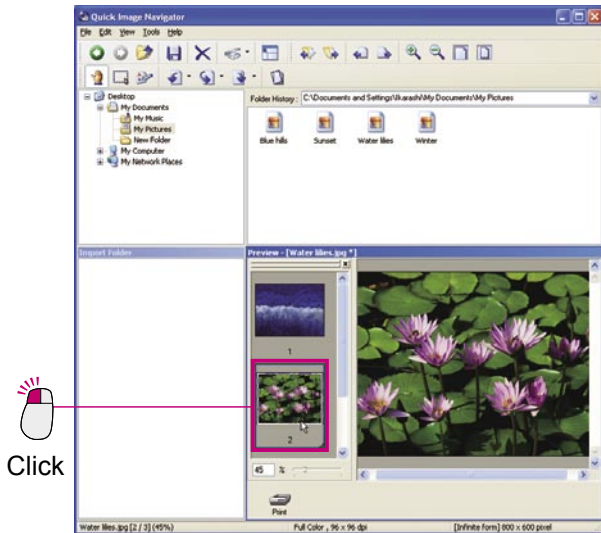 Quick Image Navigator
File Edit View Tools Help
Desktop
My Documents
My Music
My Pictures
New Folder
My Computer
My Network Places
Folder History : C:\Documents and Settings\Ikarashi\My Documents\My Pictures
Blue hills Sunset Water lilies Winter
Import Folder
Preview - [Water lilies.jpg *]
1
2
Click
45 %
Print
Water lilies.jpg [2 / 3] (45%) Full Color , 96 x 96 dpi [Infinite form] 800 x 600 pixel